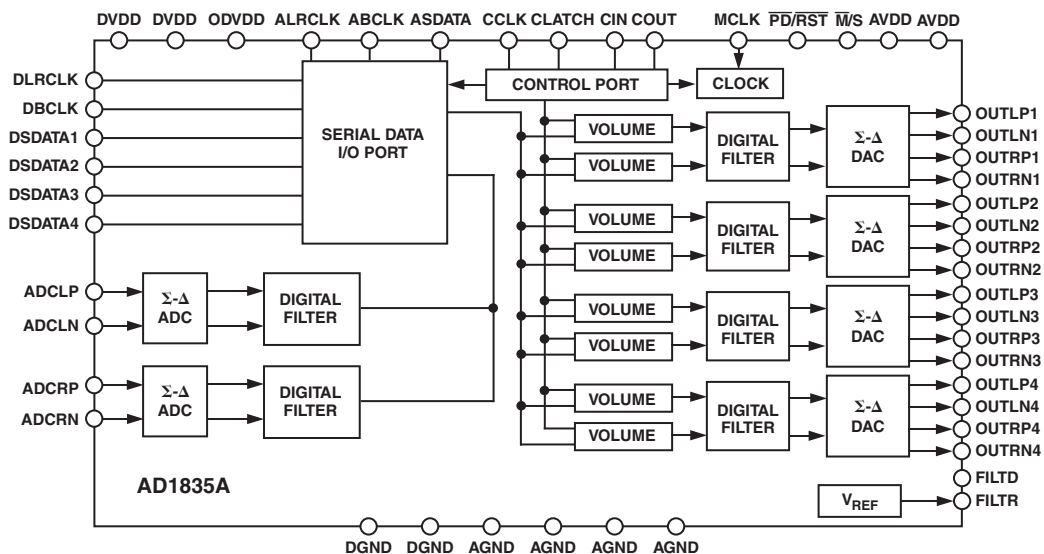 DVDD DVDD ODVDD ALRCLK ABCLK ASDATA CCLK CLATCH CIN COUT MCLK PD/RST M/S AVDD AVDD
DLRCLK
DBCLK
DSDATA1
DSDATA2
DSDATA3
DSDATA4
ADCLP
ADCLN
ADCRP
ADCRN
SERIAL DATA
I/O PORT
CONTROL PORT
CLOCK
Σ-Δ
ADC
DIGITAL
FILTER
Σ-Δ
ADC
DIGITAL
FILTER
VOLUME
VOLUME
DIGITAL
FILTER
Σ-Δ
DAC
VOLUME
VOLUME
DIGITAL
FILTER
Σ-Δ
DAC
VOLUME
VOLUME
DIGITAL
FILTER
Σ-Δ
DAC
VOLUME
VOLUME
DIGITAL
FILTER
Σ-Δ
DAC
OUTLP1
OUTLN1
OUTRP1
OUTRN1
OUTLP2
OUTLN2
OUTRP2
OUTRN2
OUTLP3
OUTLN3
OUTRP3
OUTRN3
OUTLP4
OUTLN4
OUTRP4
OUTRN4
FILTD
FILTR
VREF
AD1835A
DGND DGND AGND AGND AGND AGND